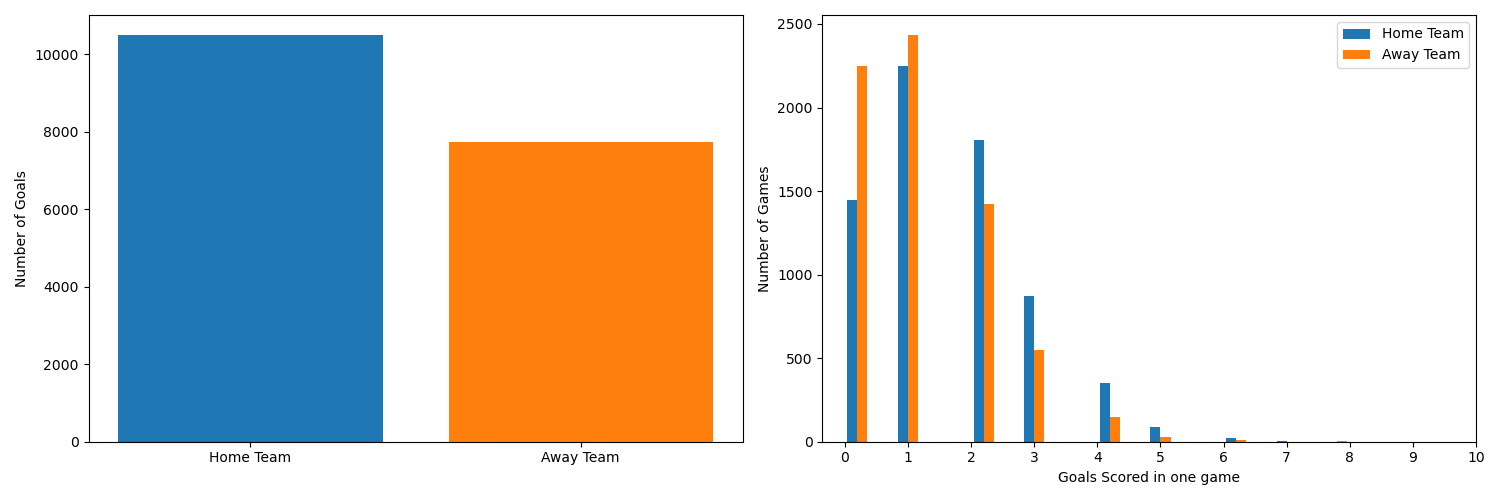 10000
8000
6000
4000
2000
0
Number of Goals
Home Team
Away Team
2500
2000
1500
1000
500
0
Number of Games
Home Team
Away Team
0 1 2 3 4 5 6 7 8 9 10
Goals Scored in one game